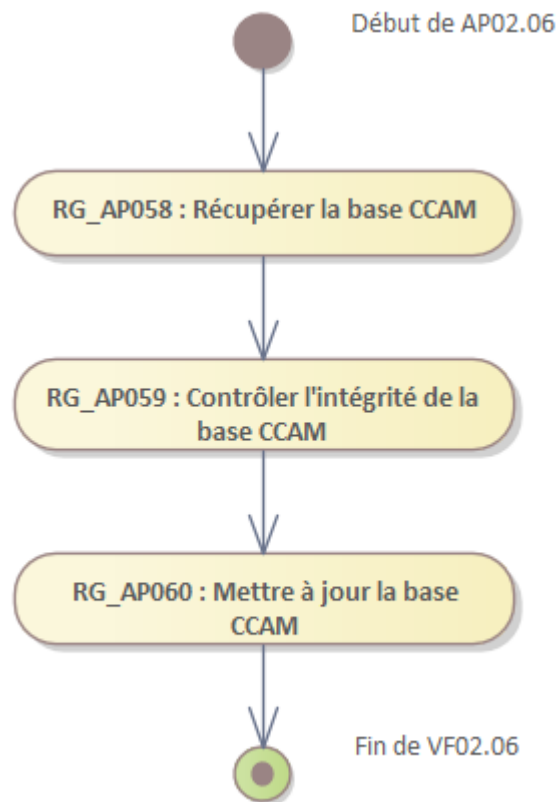 Début de AP02.06
RG_AP058 : Récupérer la base CCAM
RG_AP059 : Contrôler l'intégrité de la
base CCAM
RG_AP060 : Mettre à jour la base
CCAM
Fin de VF02.06